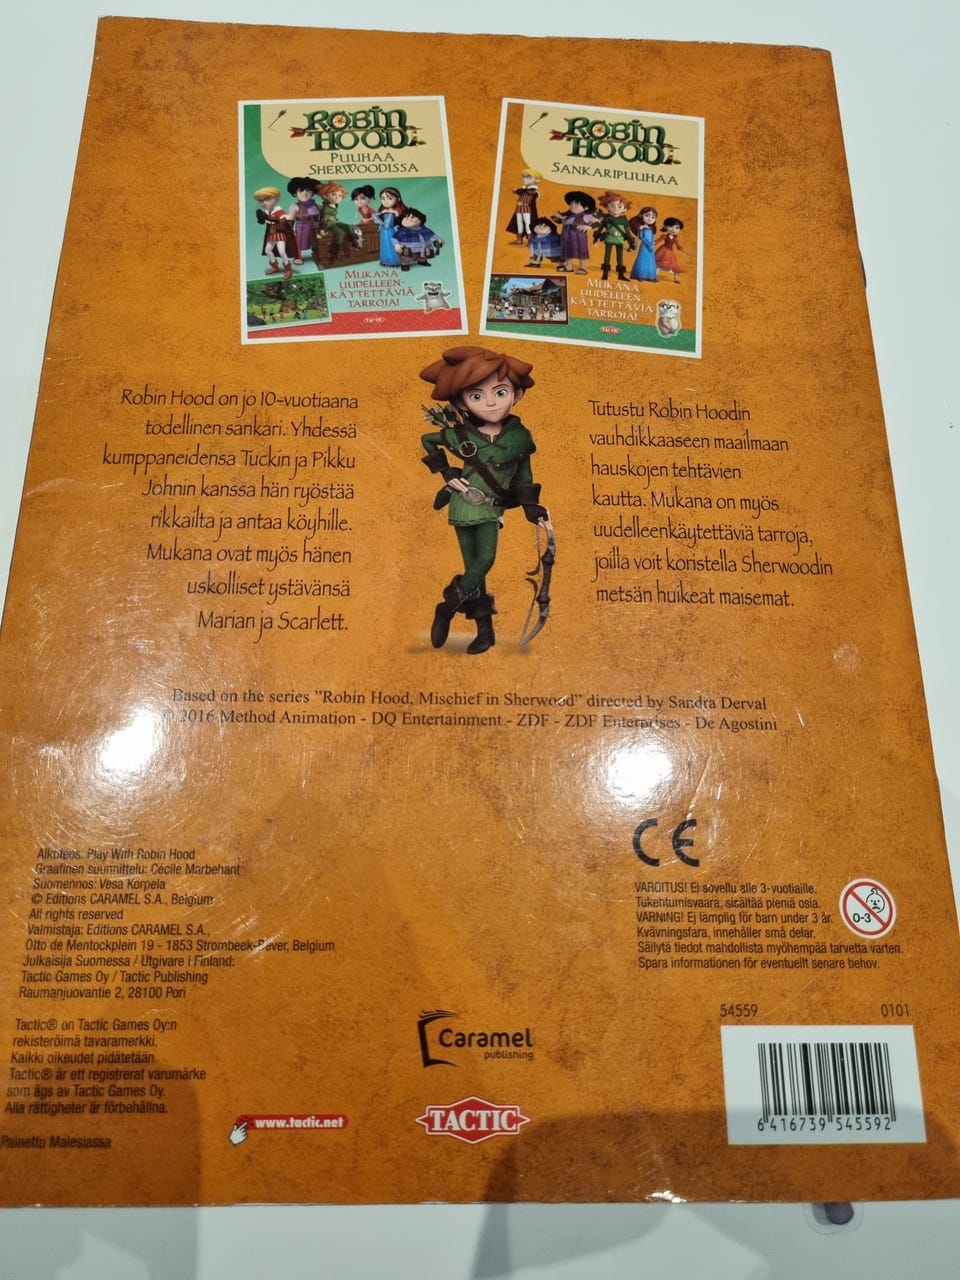 ROBIN
HOOD
PUUHAA
SHERWOODISSA
MUKANA
UUDELLEEN-
KÄYTETTÄVIÄ
TARROJA!
TACTIC
ROBIN
HOOD
SANKARIPUUHAA
MUKANA
UUDELLEEN
KÄYTETTÄVIÄ
TARROJA!
TACTIC
Robin Hood on jo 10-vuotiaana
todellinen sankari. Yhdessä
kumppaneidensa Tuckin ja Pikku
Johnin kanssa hän ryöstää
rikkailta ja antaa köyhille.
Mukana ovat myös hänen
uskolliset ystävänsä
Marian ja Scarlett.
Tutustu Robin Hoodin
vauhdikkaaseen maailmaan
hauskojen tehtävien
kautta. Mukana on myös
uudelleenkäytettäviä tarroja,
joilla voit koristella Sherwoodin
metsän huikeat maisemat.
Based on the series ”Robin Hood, Mischief in Sherwood” directed by Sandra Derval
© 2016 Method Animation - DQ Entertainment - ZDF - ZDF Enterprises - De Agostini
Alkuteos: Play With Robin Hood
Graafinen suunnittelu: Cécile Marbehant
Suomennos: Vesa Korpela
© Editions CARAMEL S.A., Belgium
All rights reserved
Valmistaja: Editions CARAMEL S.A.,
Otto de Mentockplein 19 - 1853 Strombeek-Bever, Belgium
Julkaisija Suomessa / Utgivare i Finland:
Tactic Games Oy / Tactic Publishing
Raumanjuovantie 2, 28100 Pori
Tactic® on Tactic Games Oy:n
rekisteröimä tavaramerkki.
Kaikki oikeudet pidätetään.
Tactic® är ett registrerat varumärke
som ägs av Tactic Games Oy.
Alla rättigheter är förbehållna.
Painettu Malesiassa
CE
VAROITUS! Ei sovellu alle 3-vuotiaille.
Tukehtumisvaara, sisältää pieniä osia.
VARNING! Ej lämplig för barn under 3 år.
Kvävningsfara, innehåller små delar.
Säilytä tiedot mahdollista myöhempää tarvetta varten.
Spara informationen för eventuellt senare behov.
0-3
54559 0101
6 416739 545592
Caramel
publishing
www.tactic.net
TACTIC